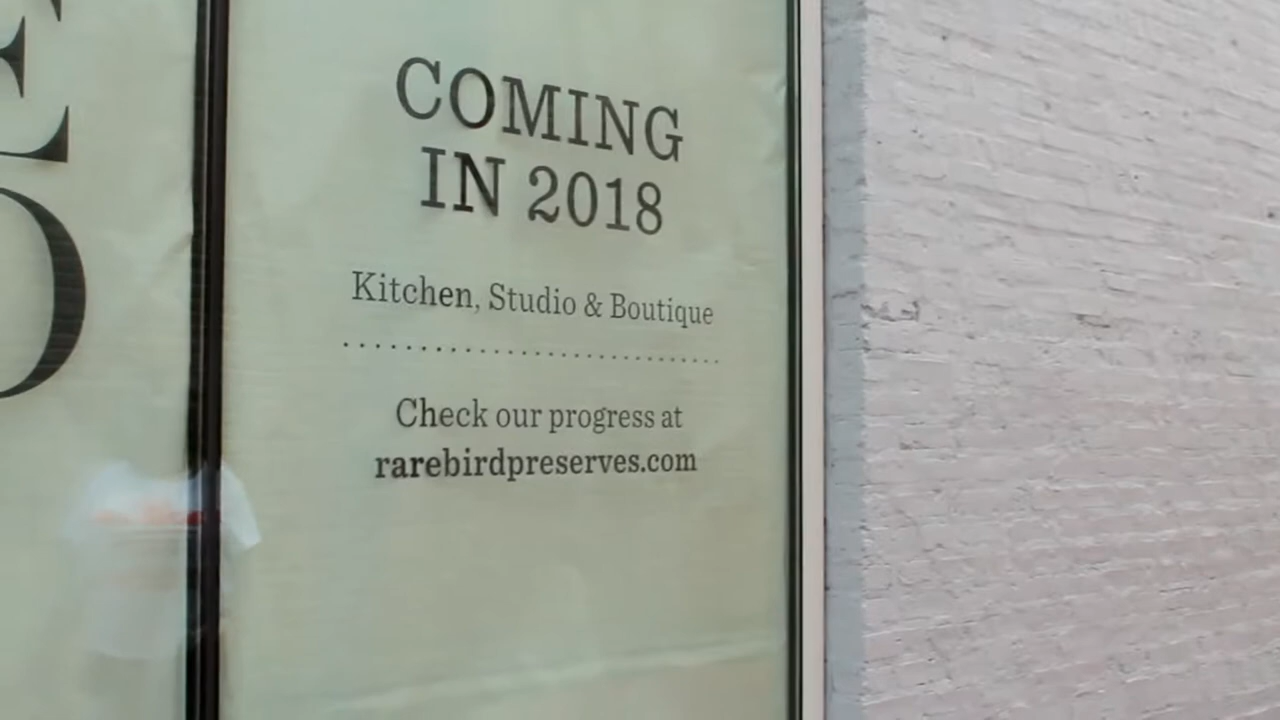 E
D
COMING
IN 2018
Kitchen, Studio & Boutique
Check our progress at
rarebirdpreserves.com